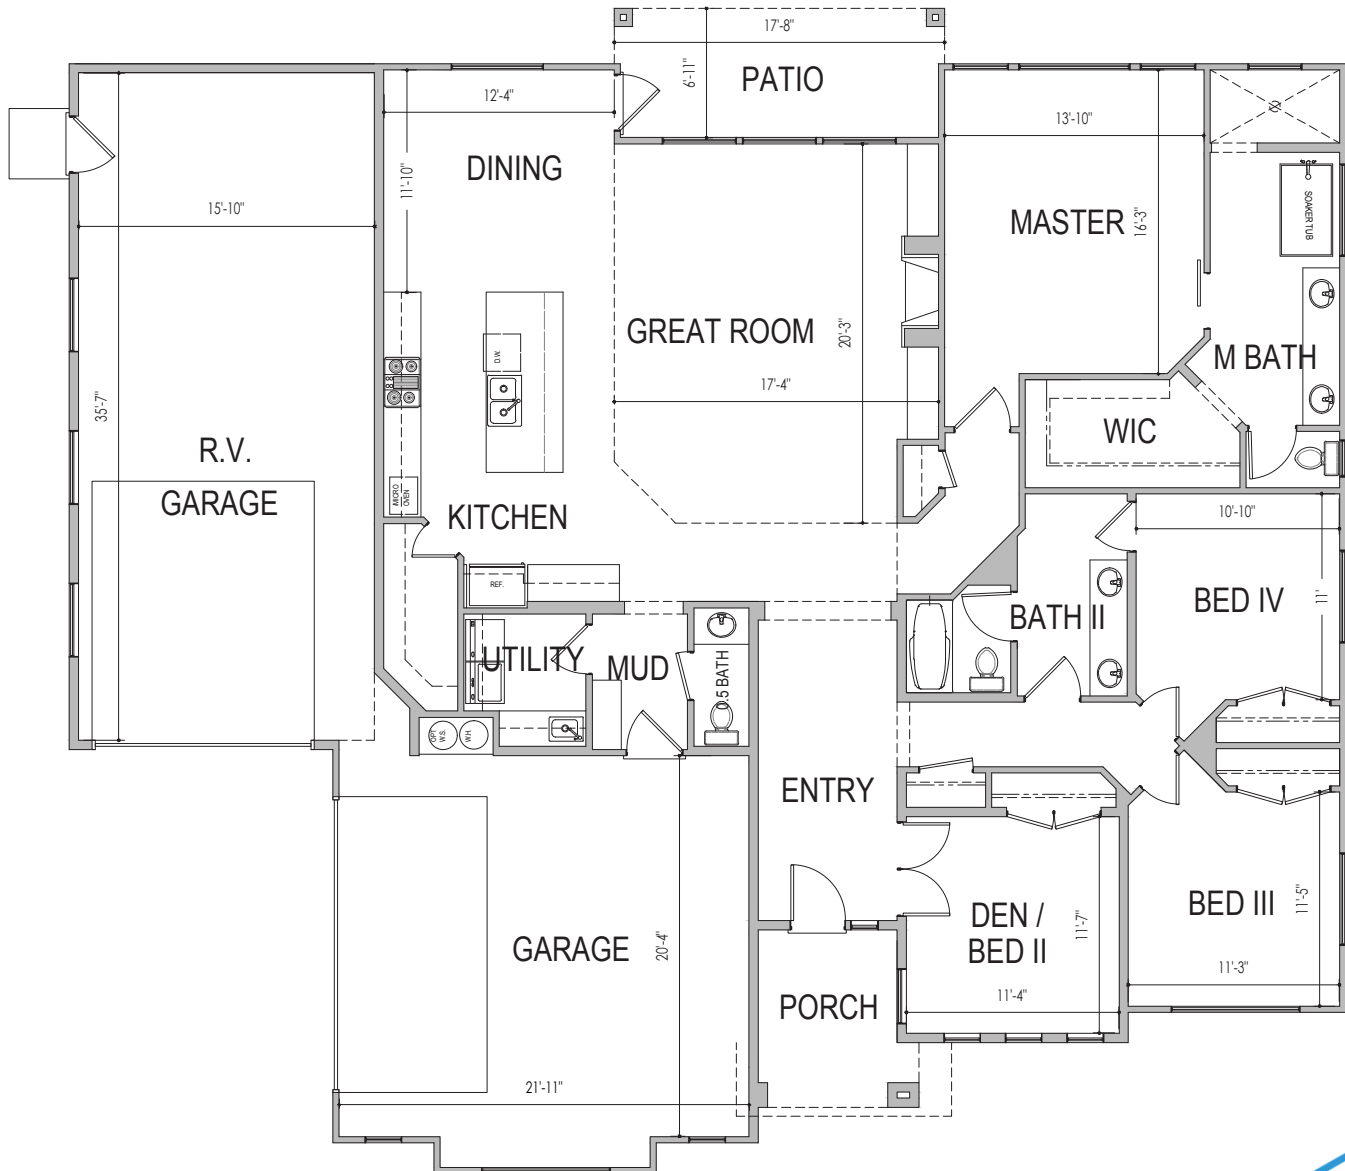 17'-8"
6'-11"
PATIO
12'-4"
13'-10"
DINING
11'-10"
SOAKER TUB
15'-10"
MASTER
16'-3"
GREAT ROOM
20'-3"
D.W.
M BATH
17'-4"
35'-7"
WIC
R.V.
GARAGE
MICRO
OVEN
KITCHEN
10'-10"
REF.
BED IV
11'
BATH II
UTILITY
MUD
.5 BATH
OPT
W.S.
W.H.
ENTRY
BED III
11'-5"
DEN /
BED II
11'-7"
GARAGE
20'-4"
11'-3"
11'-4"
PORCH
21'-11"